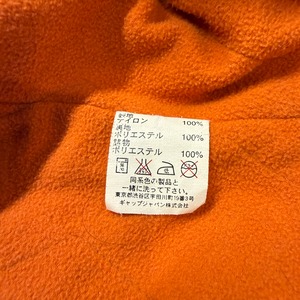 表地
ナイロン 100%
裏地
ポリエステル 100%
詰物
ポリエステル 100%
同系色の製品と
一緒に洗って下さい。
東京都渋谷区宇田川町19番3号
ギャップジャパン株式会社